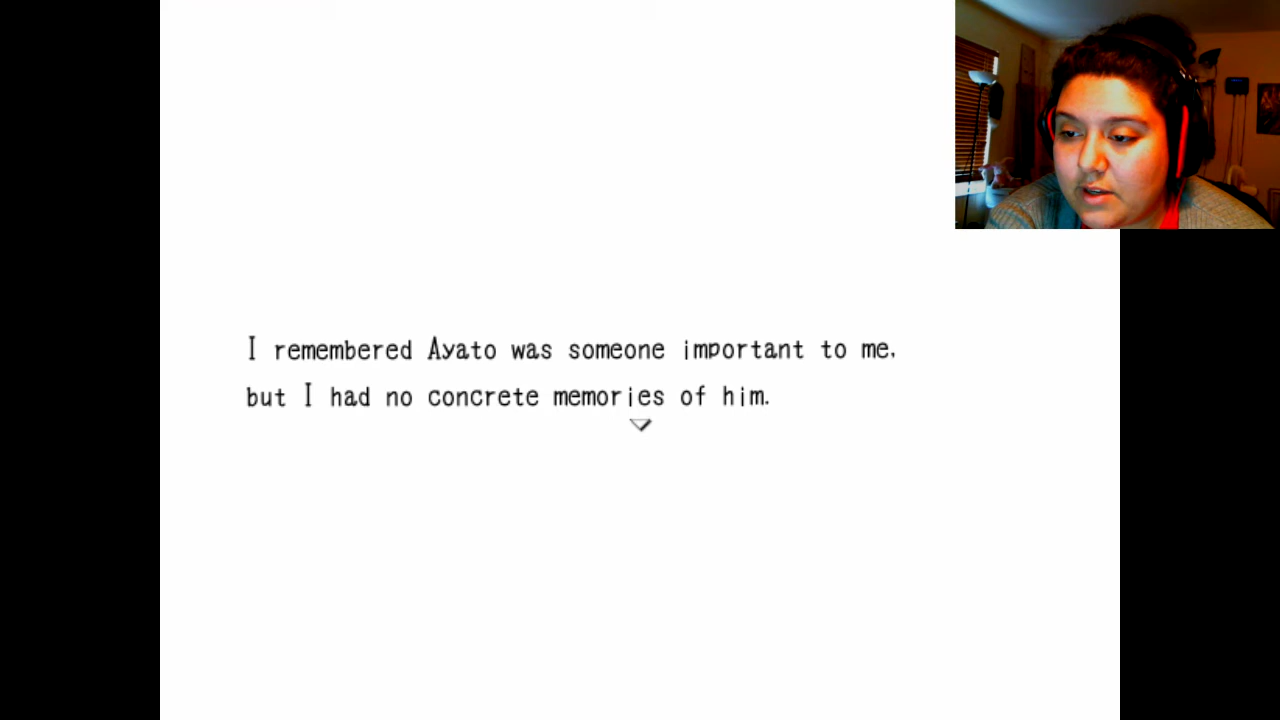 I remembered Ayato was someone important to me,
but I had no concrete memories of him.